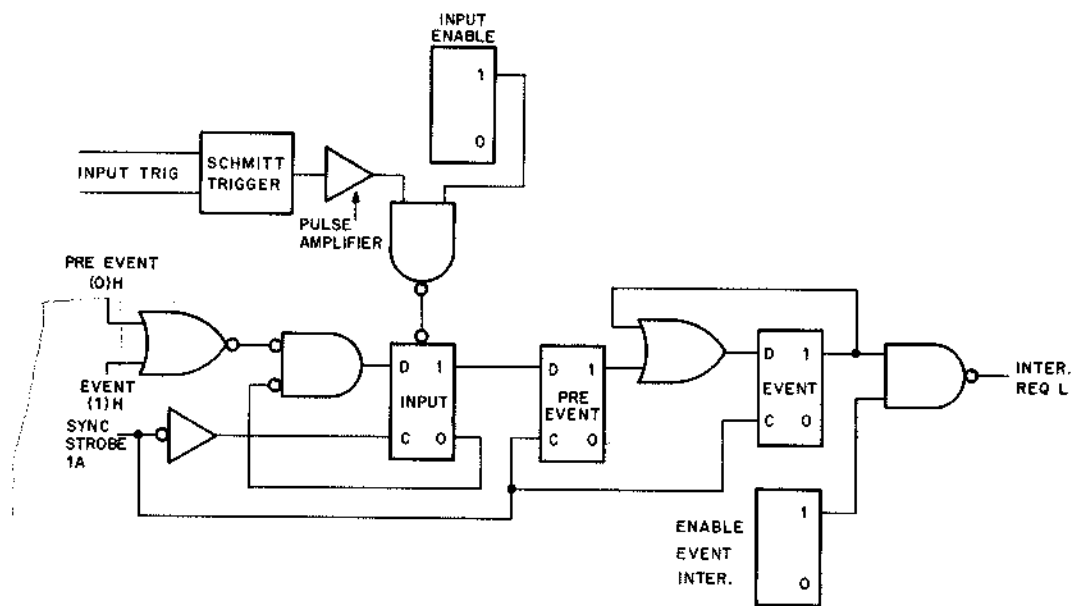 INPUT
ENABLE
1
0
INPUT TRIG
SCHMITT
TRIGGER
PULSE
AMPLIFIER
PRE EVENT
(0)H
EVENT
(1)H
SYNC
STROBE
1A
D 1
INPUT
C 0
D 1
PRE
EVENT
C 0
D 1
EVENT
C 0
INTER.
REQ L
ENABLE
EVENT
INTER.
1
0